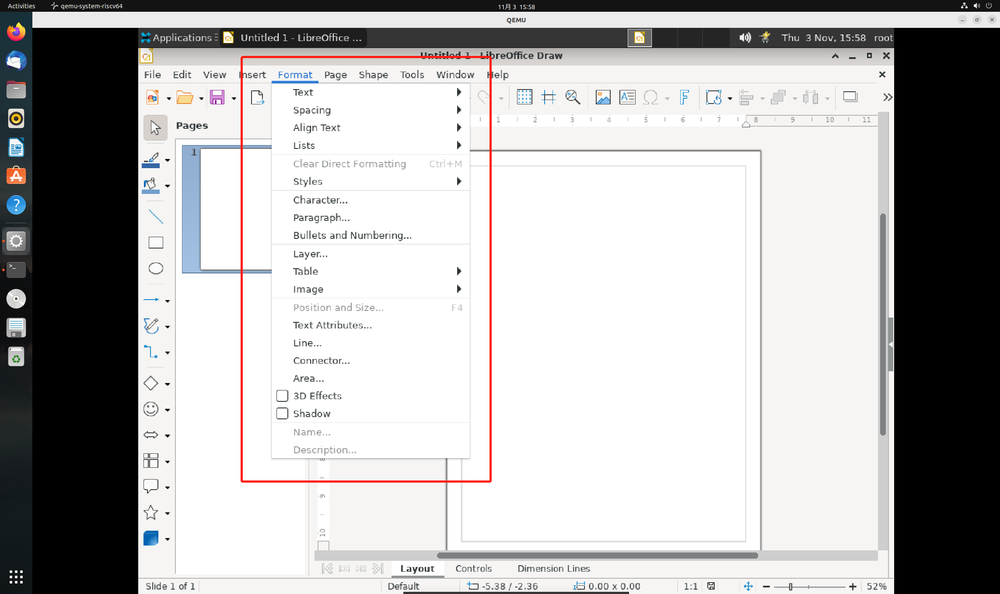 Activities
qemu-system-riscv64
11月 3 15:58
QEMU
Applications
Untitled 1 - LibreOffice ...
Thu 3 Nov, 15:58
root
Untitled 1 - LibreOffice Draw
File Edit View Insert Format Page Shape Tools Window Help
Text
Spacing
Align Text
Lists
Clear Direct Formatting Ctrl+M
Styles
Character...
Paragraph...
Bullets and Numbering...
Layer...
Table
Image
Position and Size... F4
Text Attributes...
Line...
Connector...
Area...
3D Effects
Shadow
Name...
Description...
Pages
1
1 2 3 4 5 6 7 8 9 10 11
8
9
10
Layout Controls Dimension Lines
Slide 1 of 1
Default
-5.38 / -2.36
0.00 x 0.00
1:1
52%